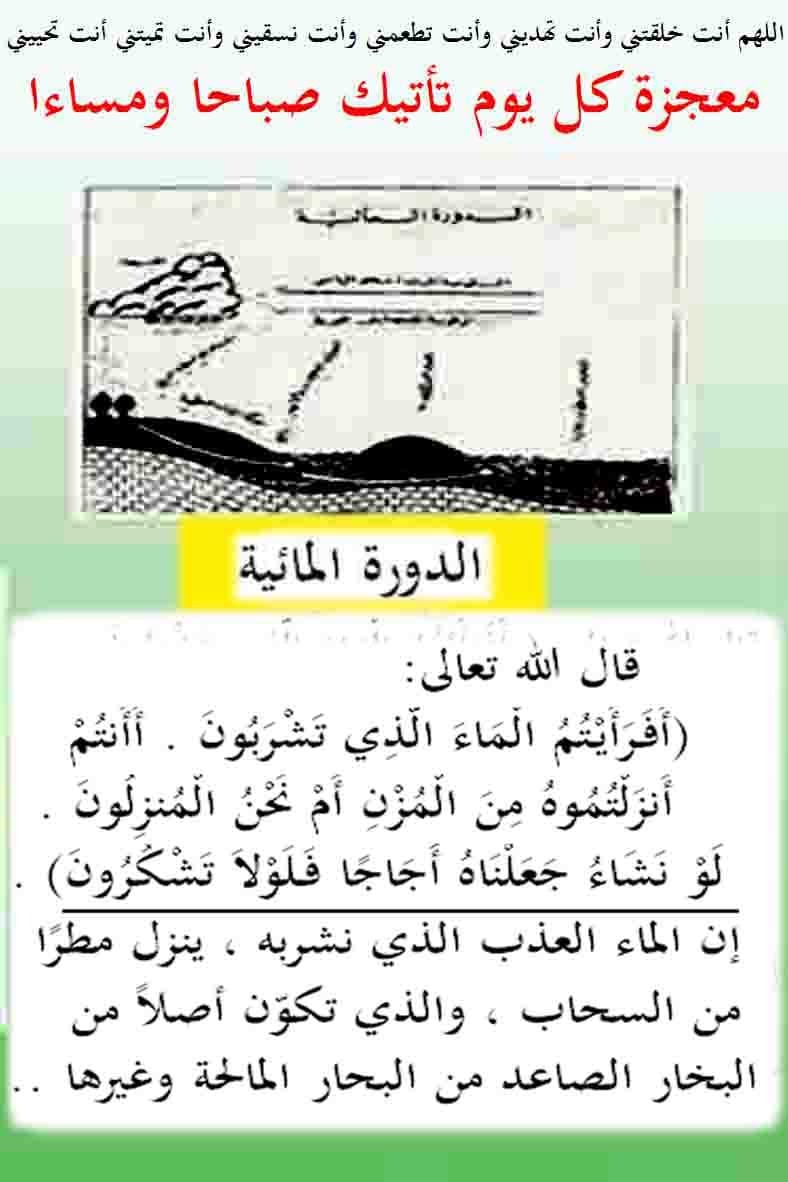 اللهم أنت خلقتني وأنت تهديني وأنت تطعمني وأنت نسقيني وأنت تميتني أنت تحييني
معجزة كل يوم تأتيك صباحا ومساءا
الدورة المائية
الدورة المائية
قال الله تعالى:
(أَفَرَأَيْتُمُ الْمَاءَ الَّذِي تَشْرَبُونَ . أَأَنتُمْ
أَنزَلْتُمُوهُ مِنَ الْمُزْنِ أَمْ نَحْنُ الْمُنزِلُونَ .
لَوْ نَشَاءُ جَعَلْنَاهُ أُجَاجًا فَلَوْلاَ تَشْكُرُونَ) .
إن الماء العذب الذي نشربه ، ينزل مطرًا
من السحاب ، والذي تكوّن أصلاً من
البخار الصاعد من البحار المالحة وغيرها ..